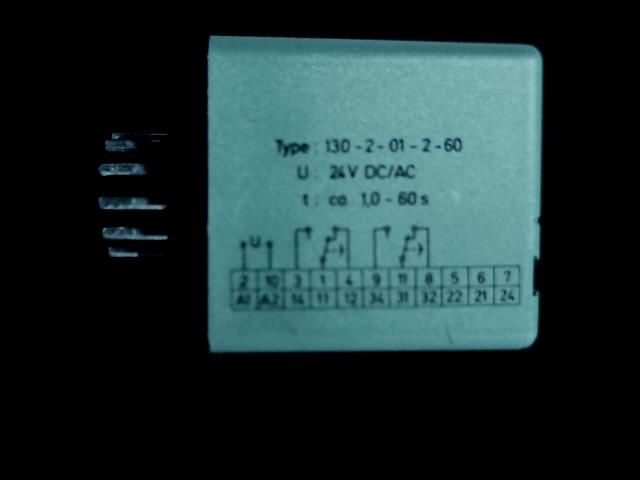 Type : 130 - 2 - 01 - 2 - 60
U : 24V DC/AC
t : ca. 1,0 - 60 s
U
2 10 3 1 4 9 11 8 5 6 7
A1 A2 14 11 12 34 31 32 22 21 24